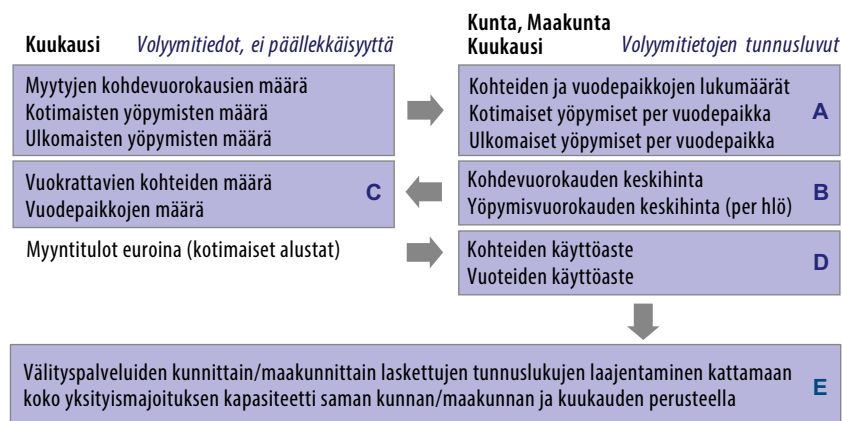 Kuukausi Volyymitiedot, ei päällekkäisyyttä
Myytyjen kohdevuorokausien määrä
Kotimaisten yöpymisten määrä
Ulkomaisten yöpymisten määrä
Vuokrattavien kohteiden määrä
Vuodepaikkojen määrä
C
Myyntitulot euroina (kotimaiset alustat)
Kunta, Maakunta
Kuukausi Volyymitietojen tunnusluvut
Kohteiden ja vuodepaikkojen lukumäärät
Kotimaiset yöpymiset per vuodepaikka
Ulkomaiset yöpymiset per vuodepaikka
A
Kohdevuorokauden keskihinta
Yöpymisvuorokauden keskihinta (per hlö)
B
Kohteiden käyttöaste
Vuoteiden käyttöaste
D
Välityspalveluiden kunnittain/maakunnittain laskettujen tunnuslukujen laajentaminen kattamaan
koko yksityismajoituksen kapasiteetti saman kunnan/maakunnan ja kuukauden perusteella
E